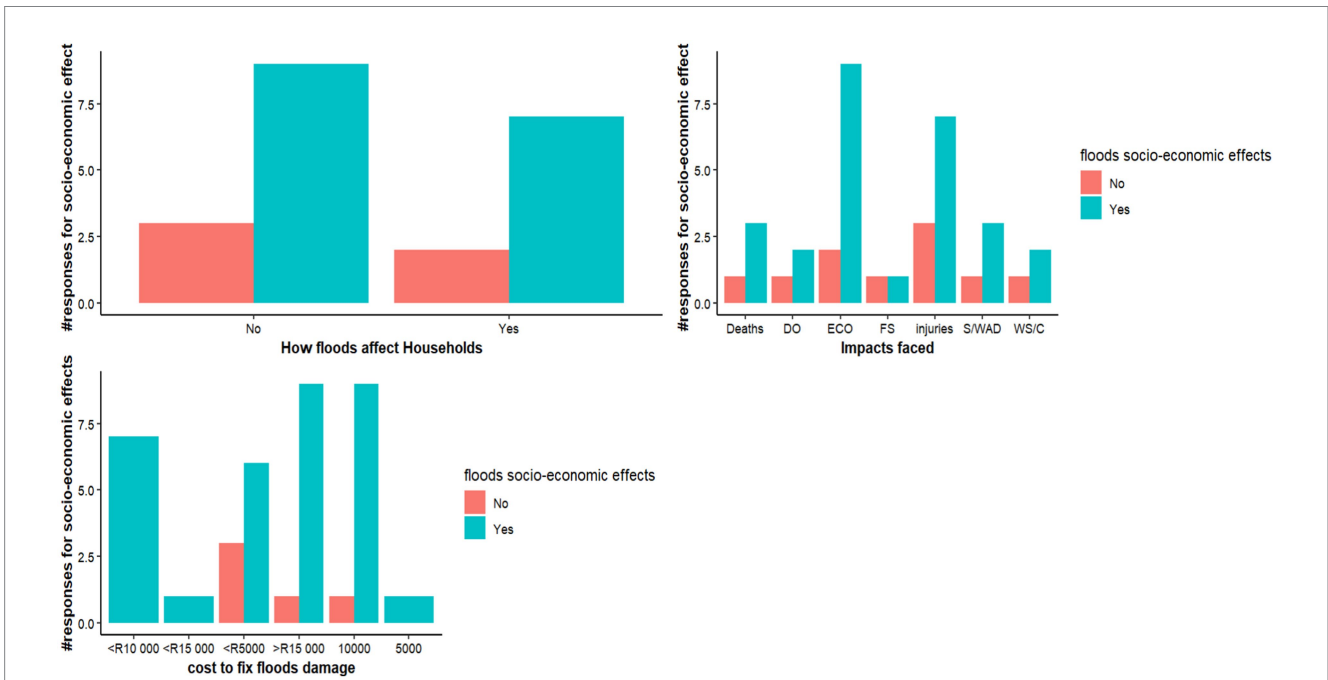 #responses for socio-economic effect
7.5
5.0
2.5
0.0
No
Yes
How floods affect Households
#responses for socio-economic effect
7.5
5.0
2.5
0.0
Deaths
DO
ECO
FS
injuries
S/WAD
WS/C
Impacts faced
floods socio-economic effects
No
Yes
#responses for socio-economic effects
7.5
5.0
2.5
0.0
<R10 000
<R15 000
<R5000
>R15 000
10000
5000
cost to fix floods damage
floods socio-economic effects
No
Yes